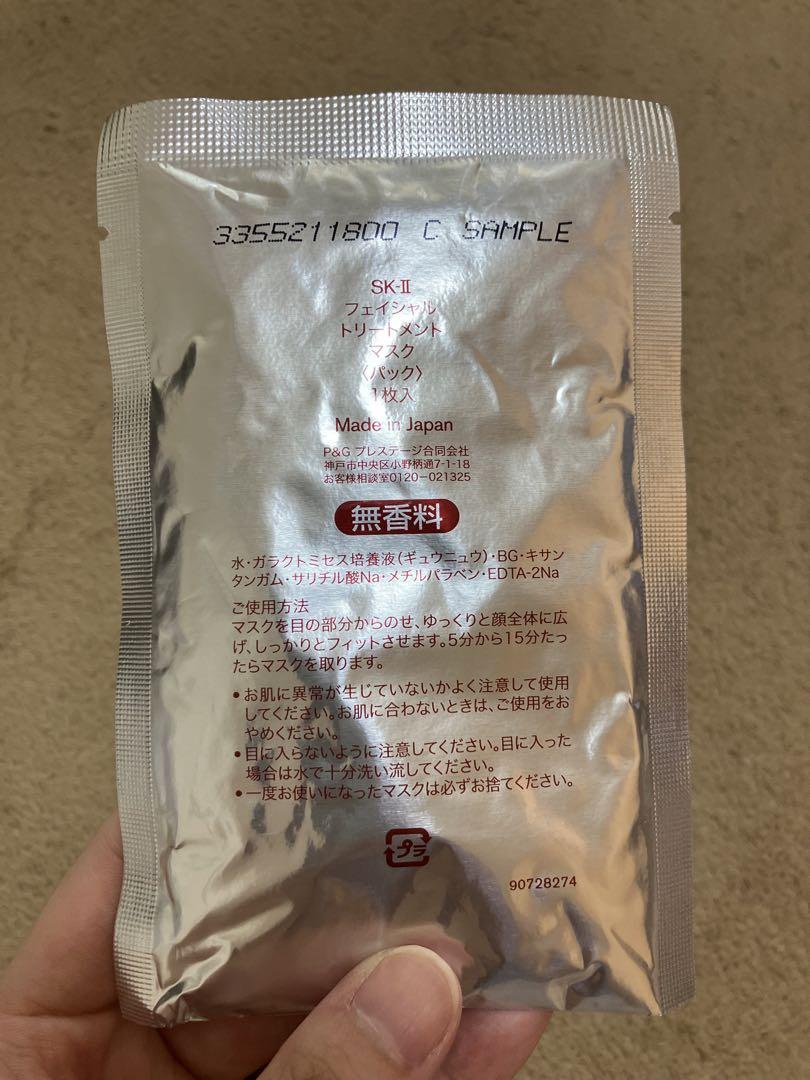 3355211800 C SAMPLE
SK-II
フェイシャル
トリートメント
マスク
〈パック〉
1枚入
Made in Japan
P&G プレステージ合同会社
神戸市中央区小野柄通7-1-18
お客様相談室0120-021325
無香料
水・ガラクトミセス培養液(ギュウニュウ)・BG・キサン
タンガム・サリチル酸Na・メチルパラベン・EDTA-2Na
ご使用方法
マスクを目の部分からのせ、ゆっくりと顔全体に広
げ、しっかりとフィットさせます。5分から15分たっ
たらマスクを取ります。
•お肌に異常が生じていないかよく注意して使用
してください。お肌に合わないときは、ご使用をお
やめください。
•目に入らないように注意してください。目に入った
場合は水で十分洗い流してください。
•一度お使いになったマスクは必ずお捨てください。
プラ
90728274